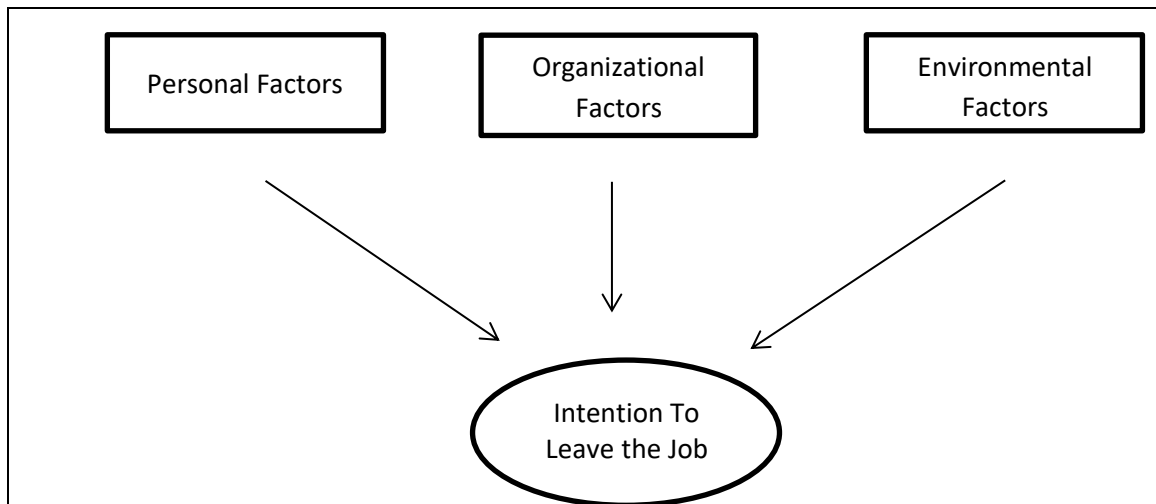 Personal Factors
Organizational
Factors
Environmental
Factors
Intention To
Leave the Job